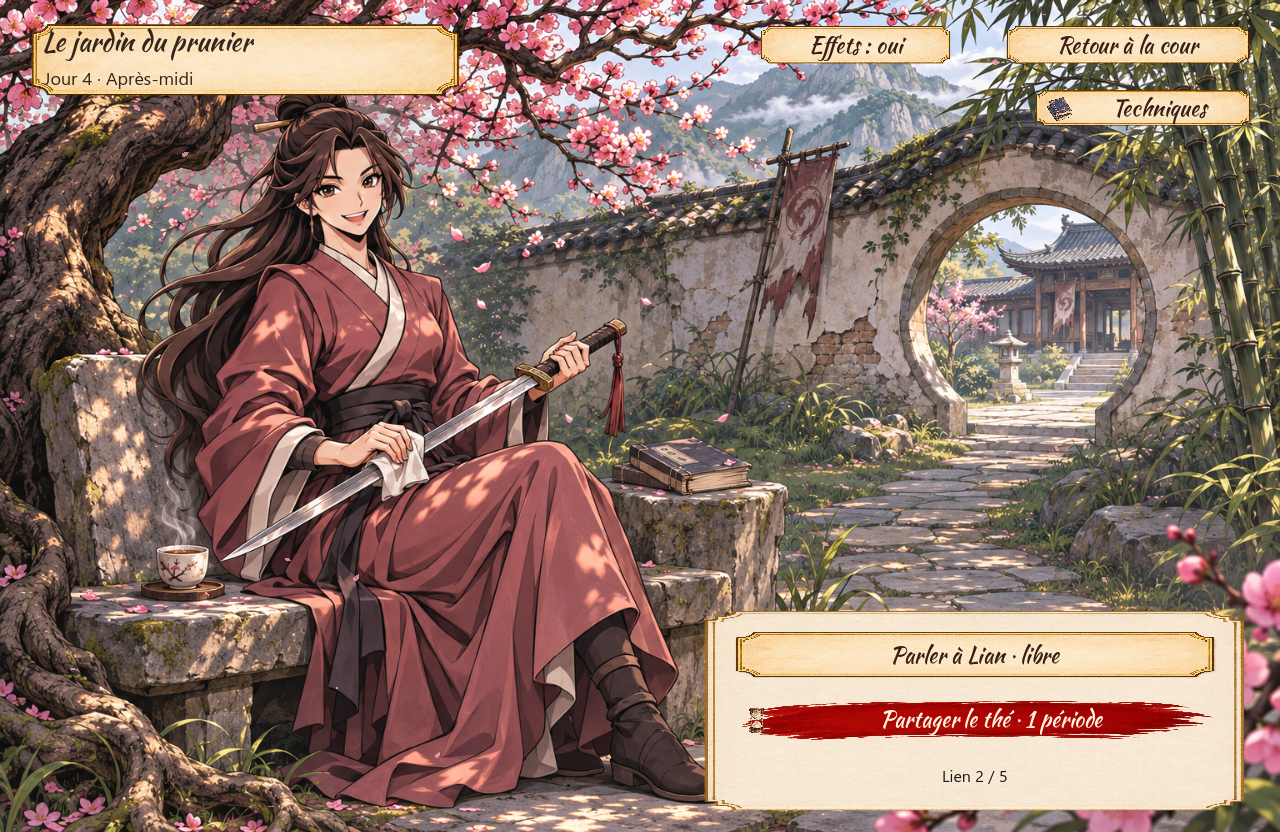 Le jardin du prunier
Jour 4 · Après-midi
Effets : oui
Retour à la cour
Techniques
Parler à Lian · libre
Partager le thé · 1 période
Lien 2 / 5